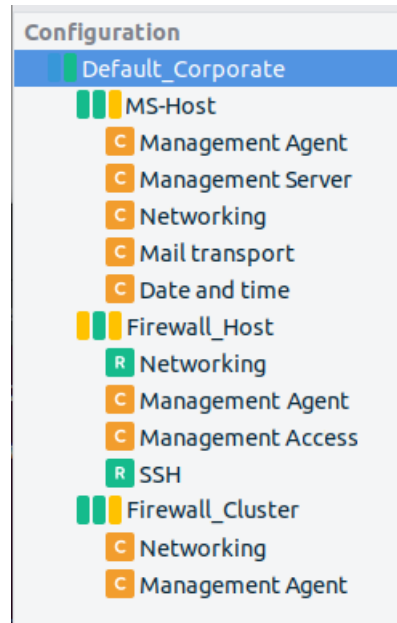 Configuration
Default_Corporate
MS-Host
C Management Agent
C Management Server
C Networking
C Mail transport
C Date and time
Firewall_Host
R Networking
C Management Agent
C Management Access
R SSH
Firewall_Cluster
C Networking
C Management Agent